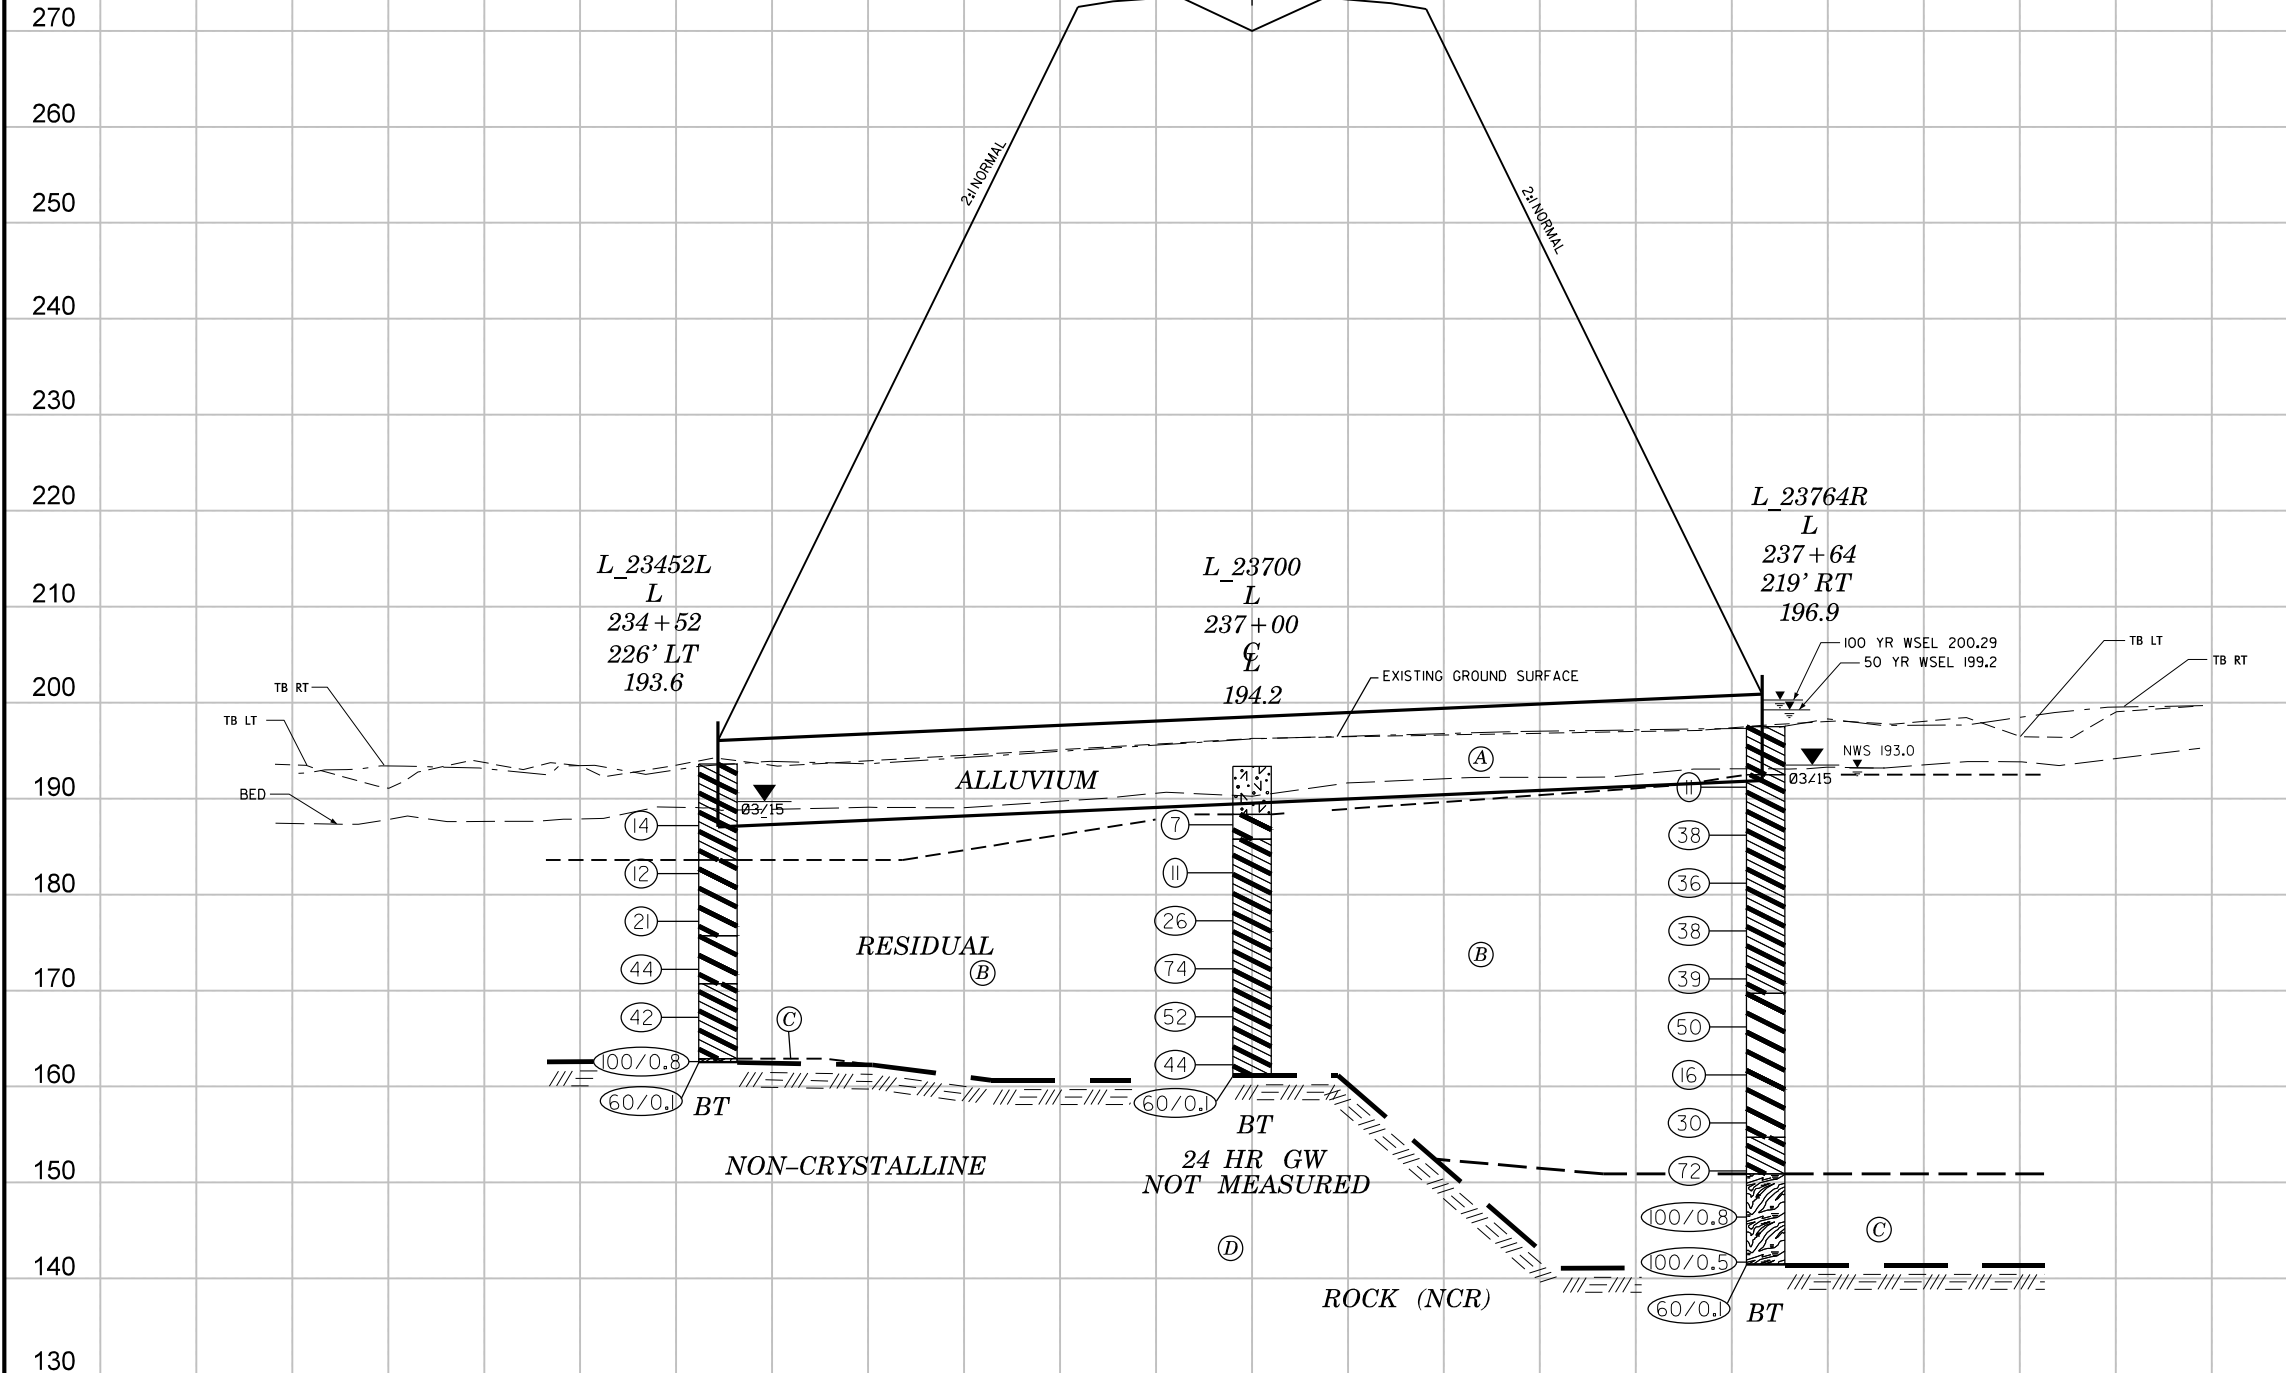 270
260
250
240
230
220
210
200
190
180
170
160
150
140
130
2:1 NORMAL
2:1 NORMAL
L_23452L
L
234+52
226' LT
193.6
L_23700
L
237+00
L
194.2
L_23764R
L
237+64
219' RT
196.9
100 YR WSEL 200.29
50 YR WSEL 199.2
TB LT
TB RT
EXISTING GROUND SURFACE
TB RT
TB LT
BED
NWS 193.0
03/15
03/15
ALLUVIUM
A
14
12
21
44
42
100/0.8
60/0.1
BT
7
11
26
74
52
44
60/0.1
BT
24 HR GW
NOT MEASURED
11
38
36
38
39
50
16
30
72
100/0.8
100/0.5
60/0.1
BT
RESIDUAL
B
B
C
C
NON-CRYSTALLINE
D
ROCK (NCR)